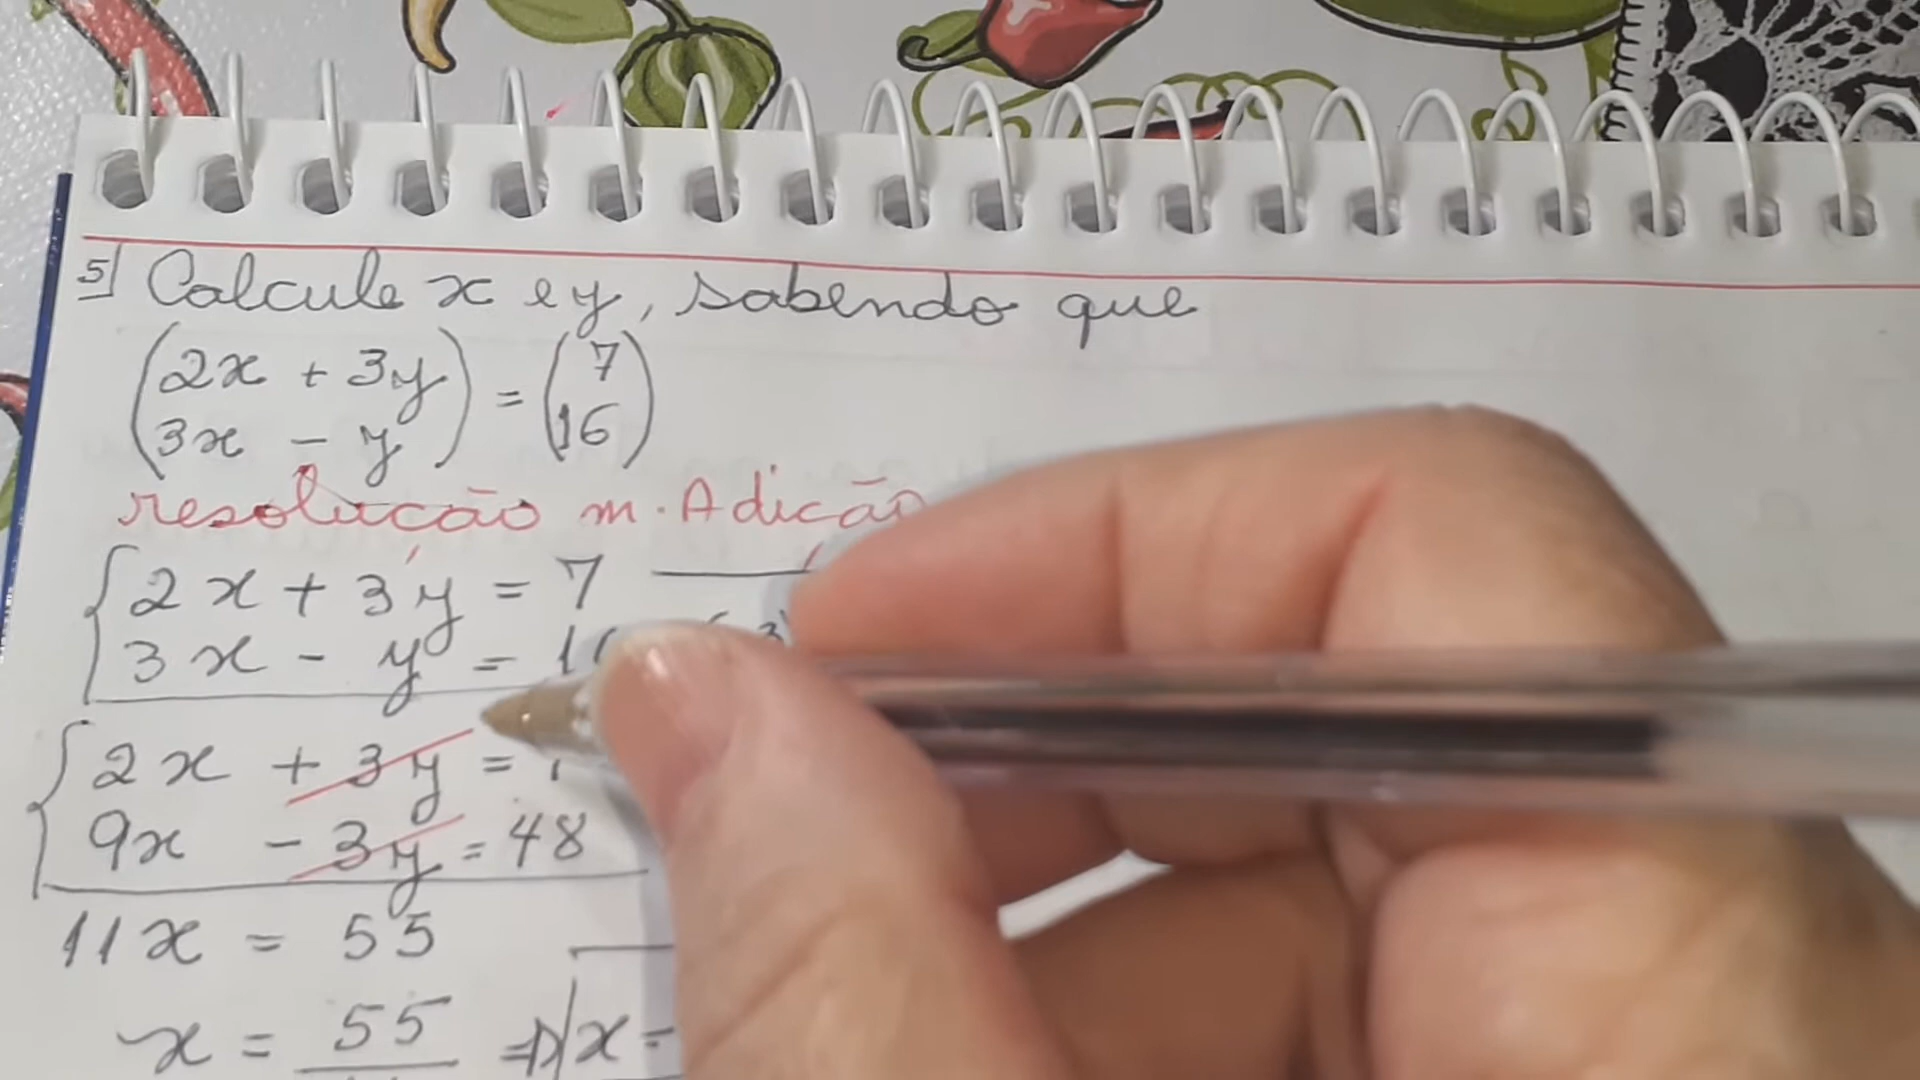 5] Calcule x e y, sabendo que
(2x + 3y) = (7)
(3x - y) (16)
resolução m. Adição
{2x + 3y = 7
3x - y = 1
{2x + 3y =
9x - 3y = 48
11x = 55
x = 55 ⇒ x =